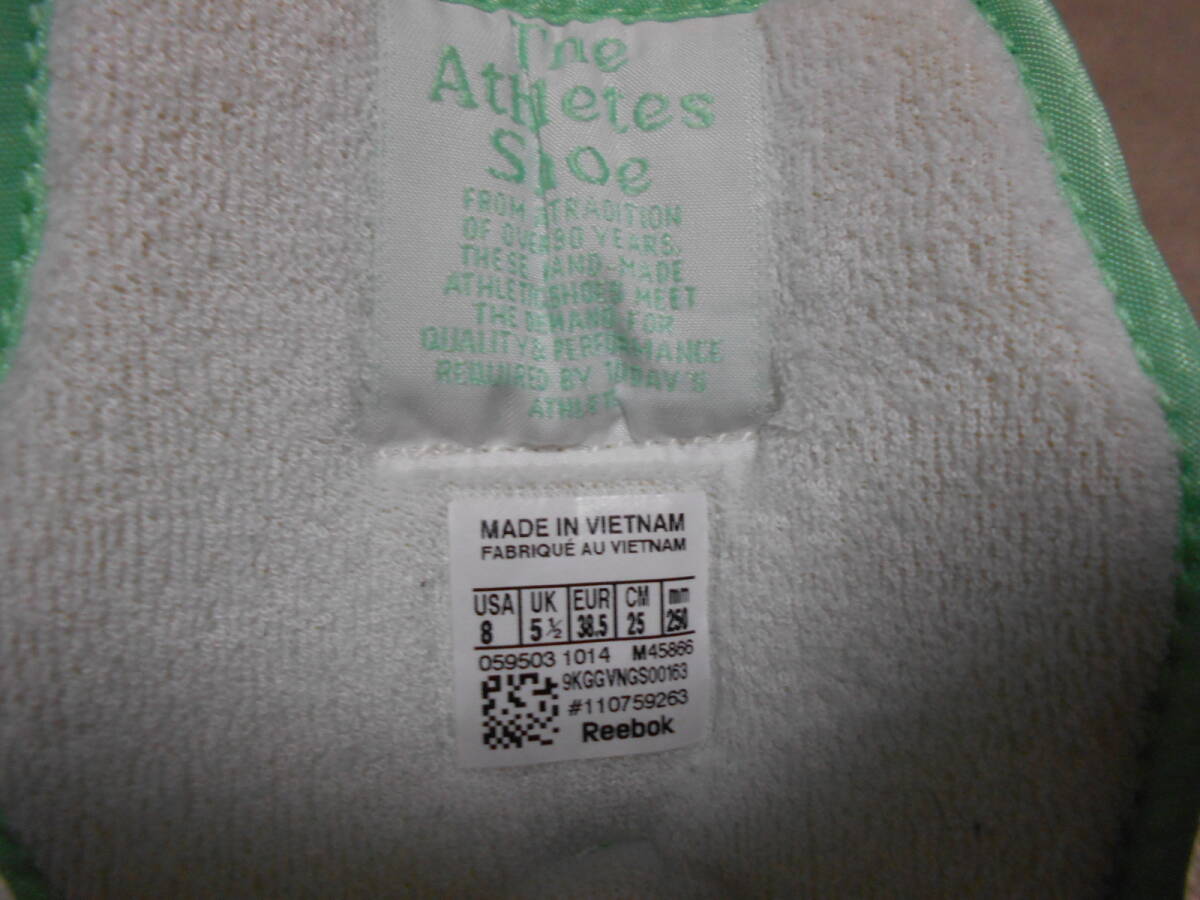 The
Athletes
Shoe
FROM A TRADITION
OF OVER 90 YEARS.
THESE HAND-MADE
ATHLETIC SHOES MEET
THE DEMAND FOR
QUALITY & PERFORMANCE
REQUIRED BY TODAY'S
MADE IN VIETNAM
FABRIQUÉ AU VIETNAM
USA UK EUR CM mm
8 5 ½ 38.5 25 250
059503 1014 M45866
9KGGVNGS00163
#110759263
Reebok